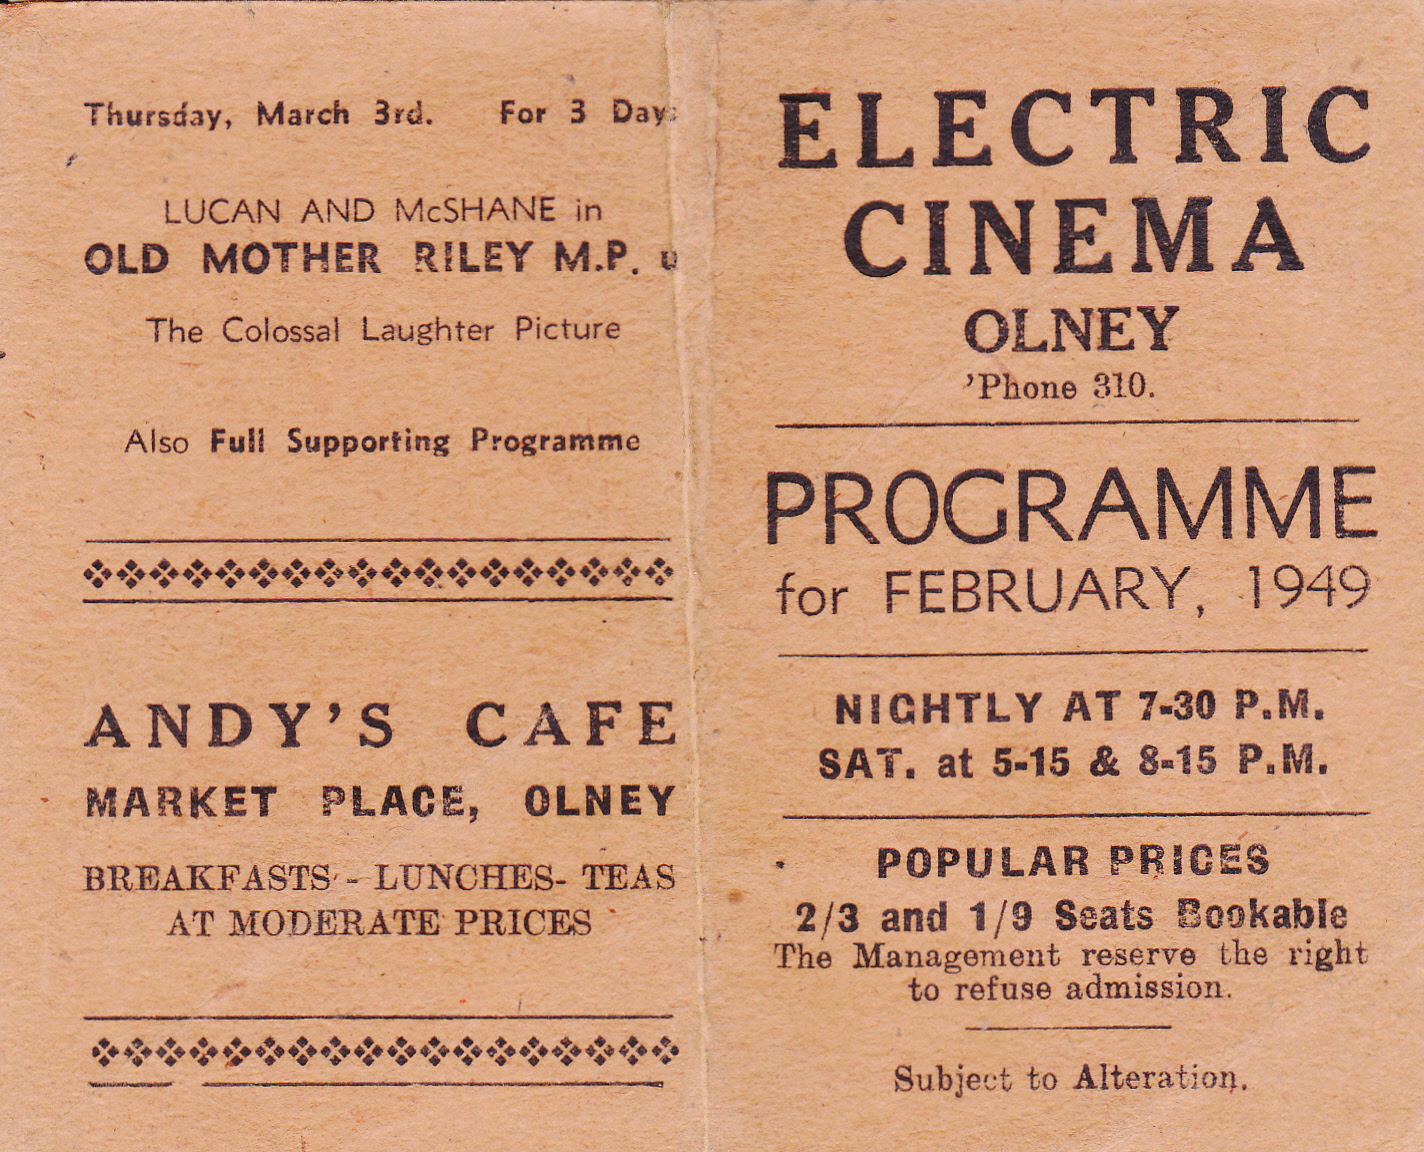 Thursday, March 3rd. For 3 Days
LUCAN AND McSHANE in
OLD MOTHER RILEY M.P. u
The Colossal Laughter Picture
Also Full Supporting Programme
ANDY'S CAFE
MARKET PLACE, OLNEY
BREAKFASTS - LUNCHES- TEAS
AT MODERATE PRICES
ELECTRIC
CINEMA
OLNEY
'Phone 310.
PROGRAMME
for FEBRUARY, 1949
NIGHTLY AT 7-30 P.M.
SAT. at 5-15 & 8-15 P.M.
POPULAR PRICES
2/3 and 1/9 Seats Bookable
The Management reserve the right
to refuse admission.
Subject to Alteration.